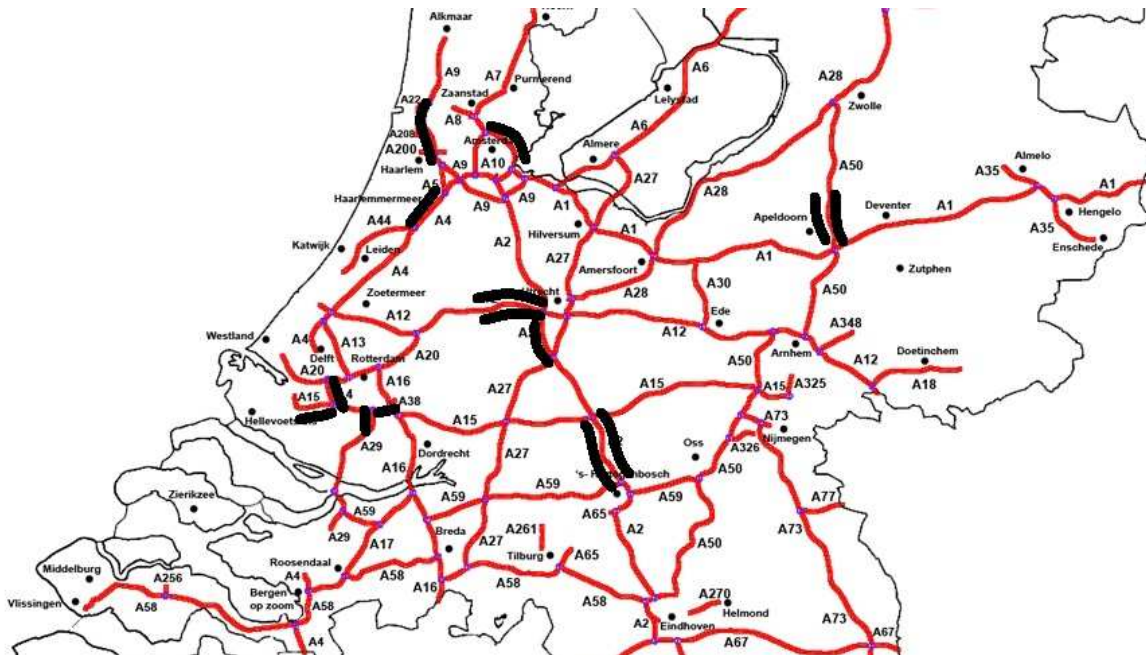 Alkmaar
A9
A7
Purmerend
Zaanstad
A22
A8
A208
A200
Haarlem
A9
A10
A5
Haarlemmermeer
A9
A9
A4
A44
Katwijk
Leiden
A4
A2
A6
Lelystad
A6
Almere
A27
A1
Hilversum
A1
A27
Amersfoort
A28
A28
A28
Zwolle
A50
Almelo
A35
A1
Hengelo
A35
Enschede
Deventer
A1
Apeldoorn
A1
Zutphen
A30
A50
Ede
A12
A348
Arnhem
A12
Doetinchem
A18
Zoetermeer
A12
Westland
A4
A13
Delft
A20
Rotterdam
A20
A16
A15
A38
A29
Dordrecht
A15
A27
A15
A50
A15
A325
A73
Nijmegen
A326
Oss
A50
A27
A16
A59
A59
A59
Zierikzee
A59
A29
A17
Breda
A27
A261
Tilburg
A65
A65
A2
A50
A77
A73
Roosendaal
A4
A58
A16
A58
A58
Bergen
op zoom
A58
A4
Middelburg
A256
Vlissingen
A58
A270
Helmond
Eindhoven
A2
A67
A73
A67